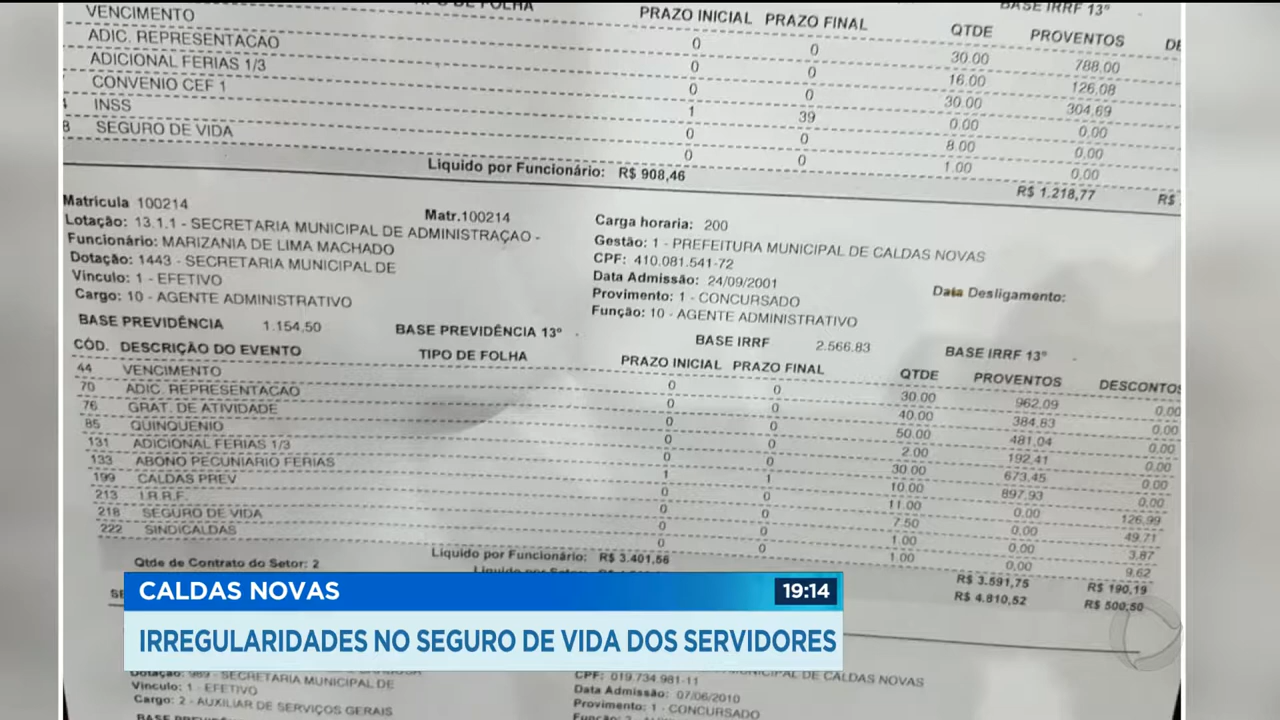 TIPO DE FOLHA
BASE IRRF 13º
VENCIMENTO
PRAZO INICIAL PRAZO FINAL QTDE PROVENTOS
ADIC. REPRESENTACAO 0 0 30.00 788,00
ADICIONAL FERIAS 1/3 0 0 16.00 126,08
CONVENIO CEF 1 0 0 30.00 304,69
INSS 1 39 0.00 0,00
8 SEGURO DE VIDA 0 0 8.00 0,00
0 0 1.00 0,00
Liquido por Funcionário: R$ 908,46 R$ 1.218,77 R$
Matricula 100214 Matr.100214 Carga horaria: 200
Lotação: 13.1.1 - SECRETARIA MUNICIPAL DE ADMINISTRAÇAO - Gestão: 1 - PREFEITURA MUNICIPAL DE CALDAS NOVAS
Funcionário: MARIZANIA DE LIMA MACHADO CPF: 410.081.541-72
Dotação: 1443 - SECRETARIA MUNICIPAL DE Data Admissão: 24/09/2001 Data Desligamento:
Vinculo: 1 - EFETIVO Provimento: 1 - CONCURSADO
Cargo: 10 - AGENTE ADMINISTRATIVO Função: 10 - AGENTE ADMINISTRATIVO
BASE PREVIDÊNCIA 1.154,50 BASE PREVIDÊNCIA 13º BASE IRRF 2.566.83 BASE IRRF 13º
CÓD. DESCRIÇÃO DO EVENTO TIPO DE FOLHA PRAZO INICIAL PRAZO FINAL QTDE PROVENTOS DESCONTOS
44 VENCIMENTO 0 0 30.00 962,09 0,00
70 ADIC. REPRESENTACAO 0 0 40.00 384,83 0,00
76 GRAT. DE ATIVIDADE 0 0 50.00 481,04 0,00
85 QUINQUENIO 0 0 2.00 192,41 0,00
131 ADICIONAL FERIAS 1/3 0 0 30.00 673,45 0,00
133 ABONO PECUNIARIO FERIAS 1 1 10.00 897,93 0,00
199 CALDAS PREV 0 0 11.00 0,00 126,99
213 I.R.R.F. 0 0 7.50 0,00 49,71
218 SEGURO DE VIDA 0 0 1.00 0,00 3,87
222 SINDICALDAS 0 0 1.00 0,00 9,62
Liquido por Funcionário: R$ 3.401,56 R$ 3.591,75 R$ 190,19
Qtde de Contrato do Setor: 2 R$ 4.810,52 R$ 500,50
CALDAS NOVAS 19:14
IRREGULARIDADES NO SEGURO DE VIDA DOS SERVIDORES
Dotação: 989 - SECRETARIA MUNICIPAL DE CPF: 019.734.981-11
MUNICIPAL DE CALDAS NOVAS
Vinculo: 1 - EFETIVO Data Admissão: 07/06/2010
Cargo: 2 - AUXILIAR DE SERVIÇOS GERAIS Provimento: 1 - CONCURSADO